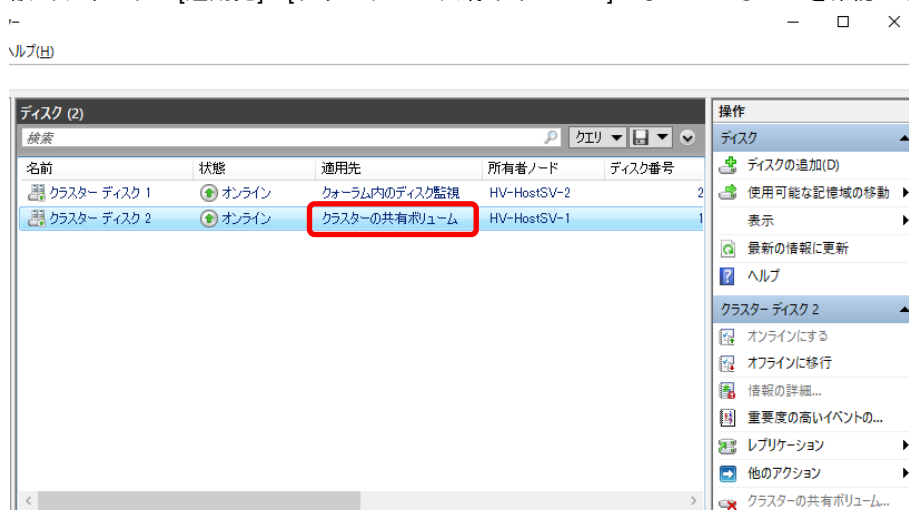 ヘルプ(H)
ディスク (2)
検索
クエリ
名前 状態 適用先 所有者ノード ディスク番号
クラスター ディスク 1 オンライン クォーラム内のディスク監視 HV-HostSV-2 2
クラスター ディスク 2 オンライン クラスターの共有ボリューム HV-HostSV-1 1
操作
ディスク
ディスクの追加(D)
使用可能な記憶域の移動
表示
最新の情報に更新
ヘルプ
クラスター ディスク 2
オンラインにする
オフラインに移行
情報の詳細...
重要度の高いイベントの...
レプリケーション
他のアクション
クラスターの共有ボリューム...